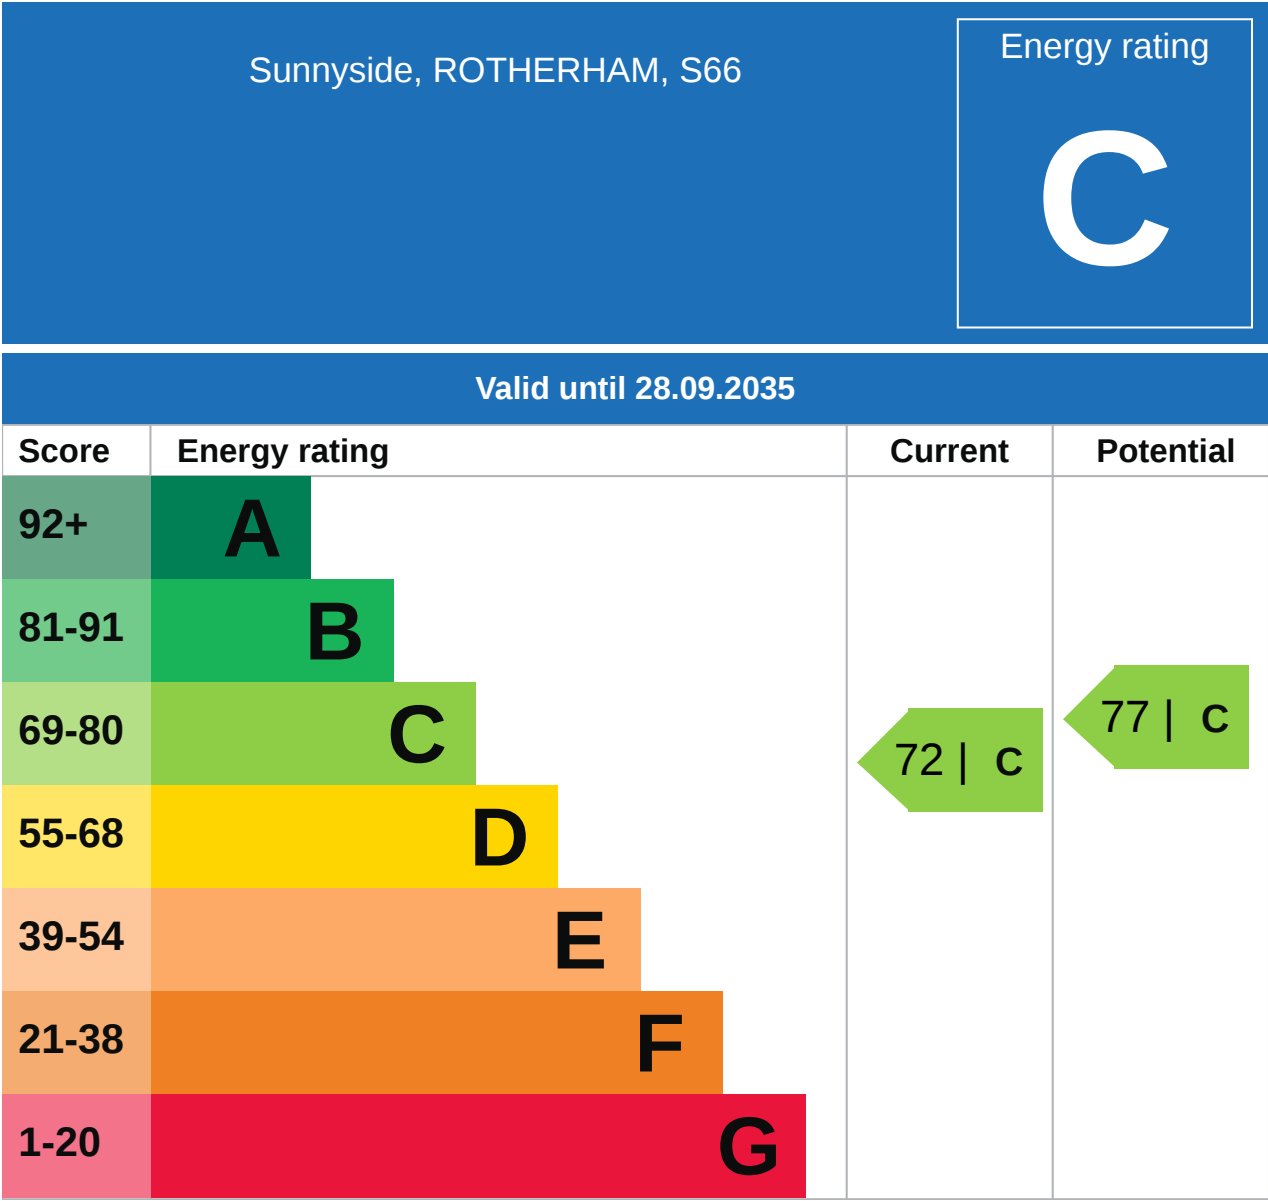 Sunnyside, ROTHERHAM, S66
Energy rating
C
Valid until 28.09.2035
Score Energy rating Current Potential
92+ A
81-91 B
69-80 C
72 | C
77 | C
55-68 D
39-54 E
21-38 F
1-20 G